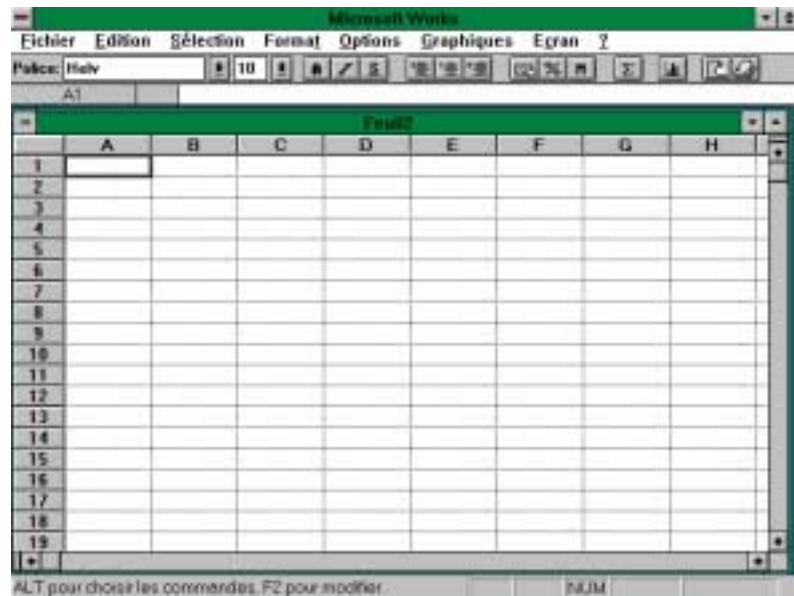 Microsoft Works
Fichier Edition Sélection Format Options Graphiques Ecran ?
Police: Helv 10 I S % Σ
A1
Feuil2
A B C D E F G H
1
2
3
4
5
6
7
8
9
10
11
12
13
14
15
16
17
18
19
ALT pour choisir les commandes. F2 pour modifier. NUM